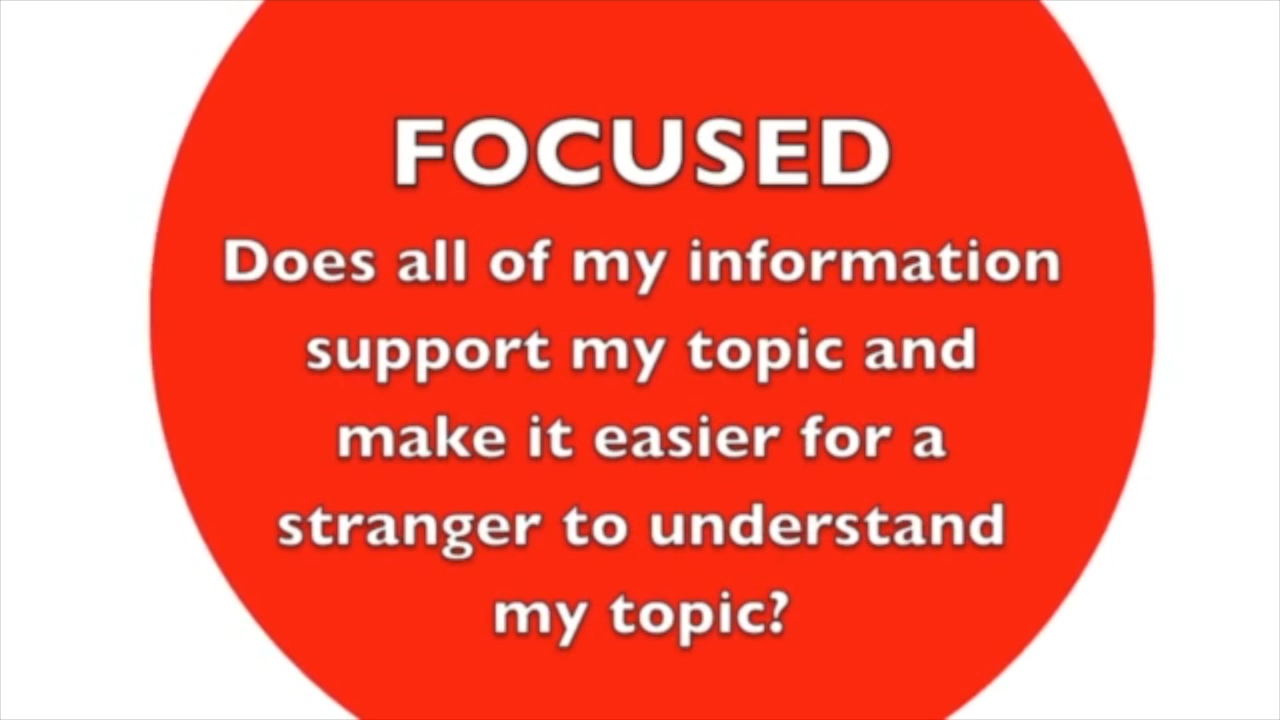 FOCUSED
Does all of my information
support my topic and
make it easier for a
stranger to understand
my topic?